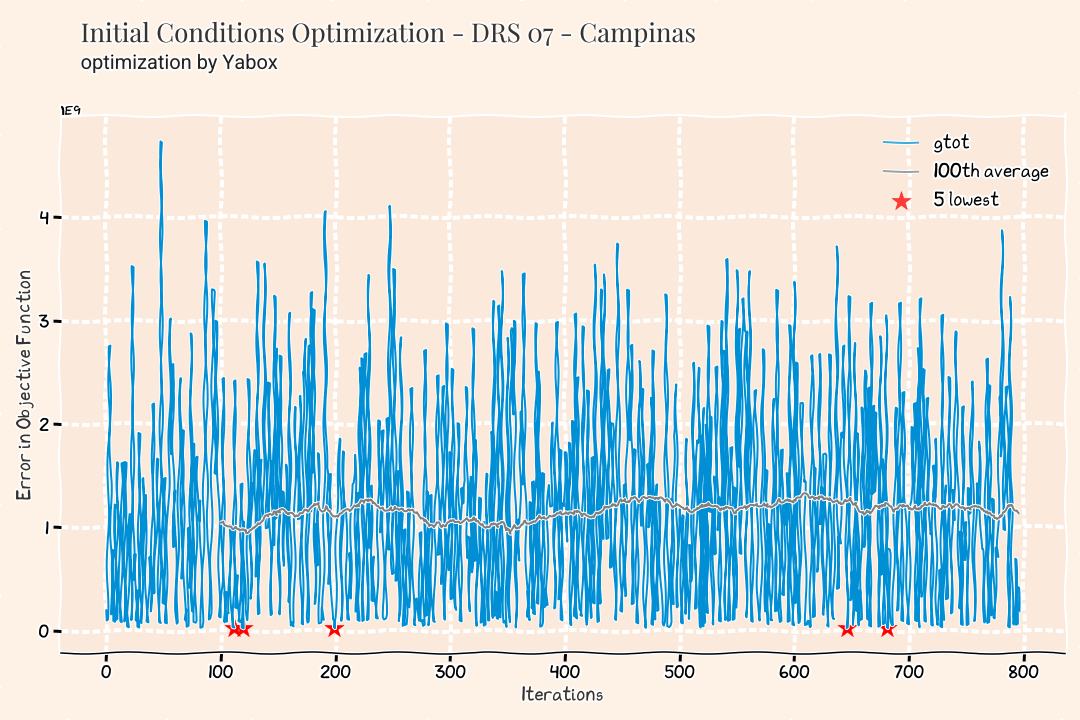 Initial Conditions Optimization - DRS 07 - Campinas
optimization by Yabox
1E9
gtot
100th average
5 lowest
4
3
2
1
0
Error in Objective Function
0 100 200 300 400 500 600 700 800
Iterations